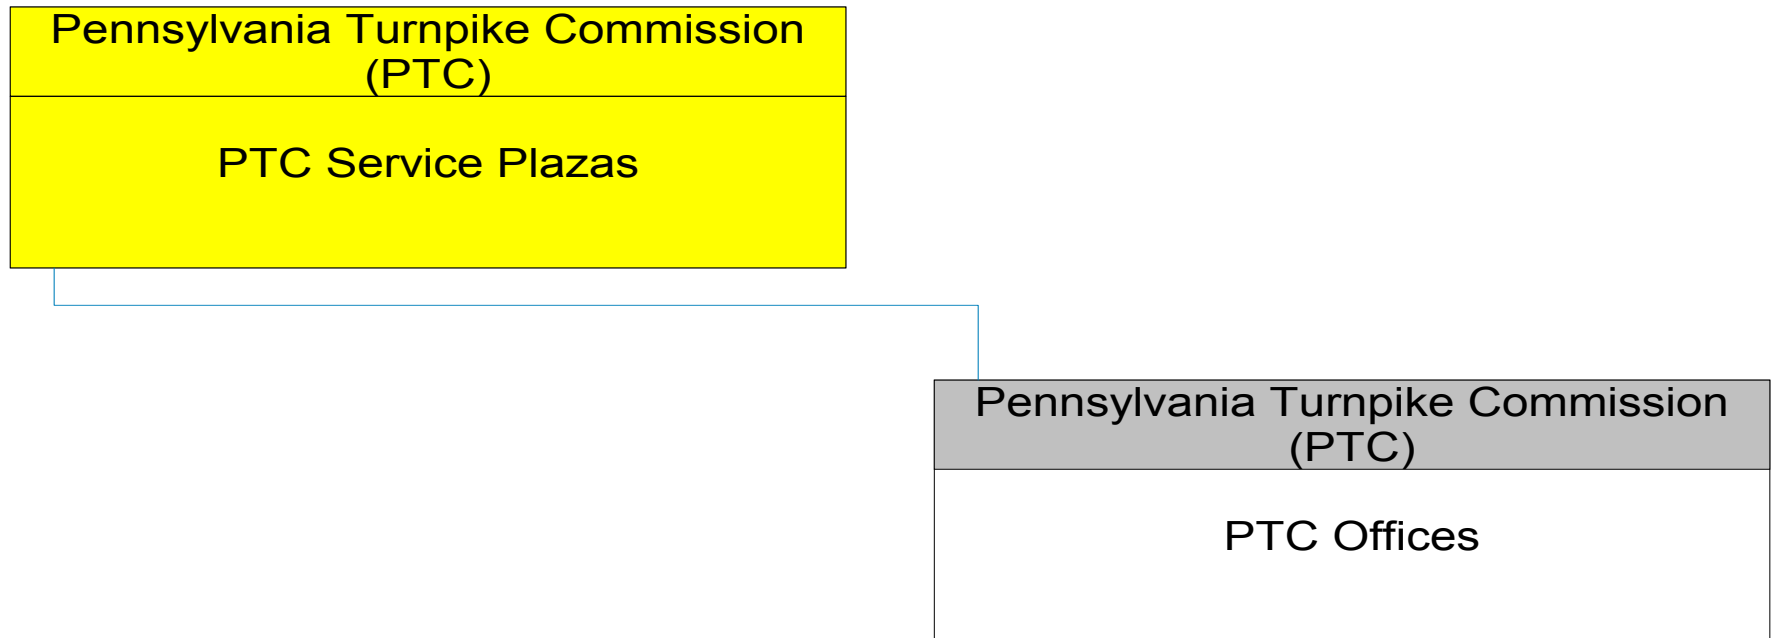 Pennsylvania Turnpike Commission
(PTC)
PTC Service Plazas
Pennsylvania Turnpike Commission
(PTC)
PTC Offices